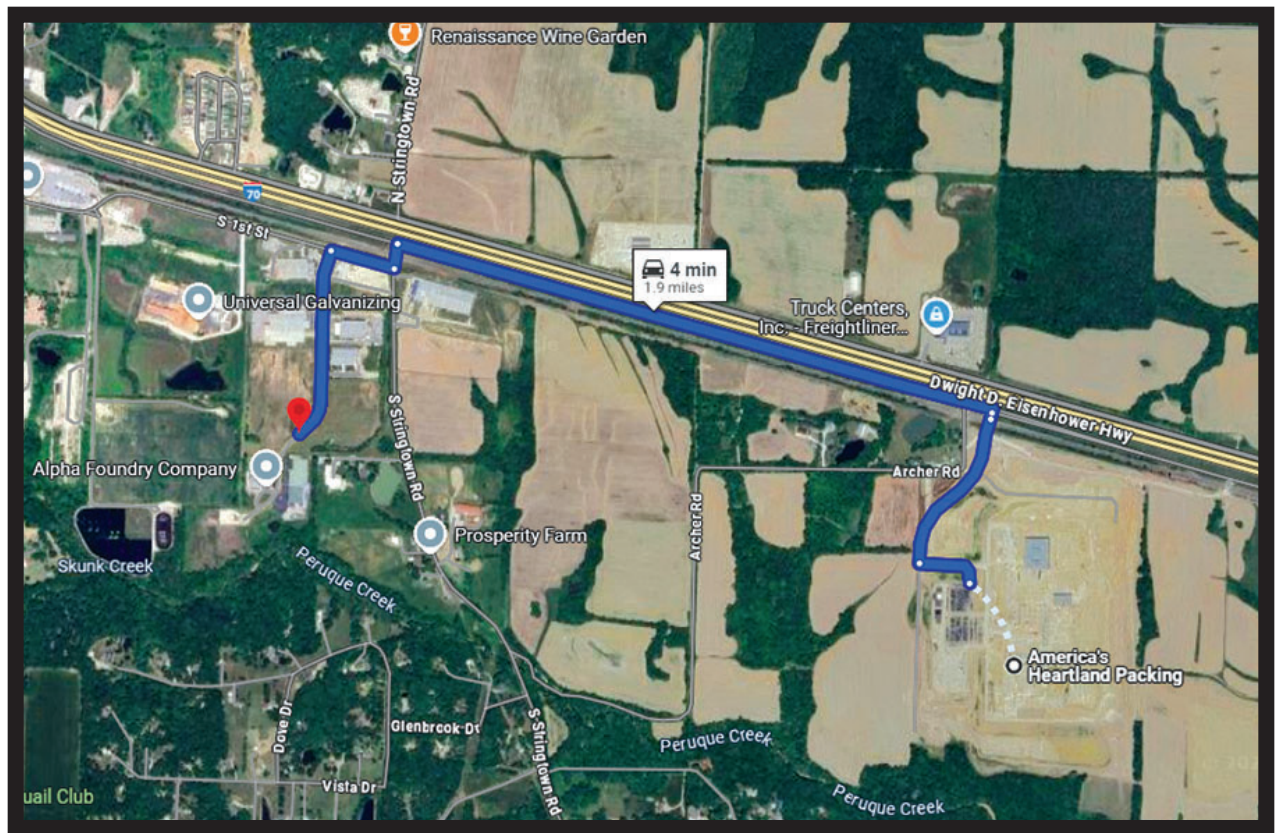 Renaissance Wine Garden
N Stringtown Rd
70
S 1st St
4 min
1.9 miles
Universal Galvanizing
Truck Centers,
Inc. - Freightliner...
Dwight D. Eisenhower Hwy
S Stringtown Rd
Alpha Foundry Company
Archer Rd
Archer Rd
Prosperity Farm
Skunk Creek
Peruque Creek
America's
Heartland Packing
Dove Dr
Glenbrook Dr
S Stringtown Rd
Peruque Creek
Vista Dr
uail Club
Peruque Creek